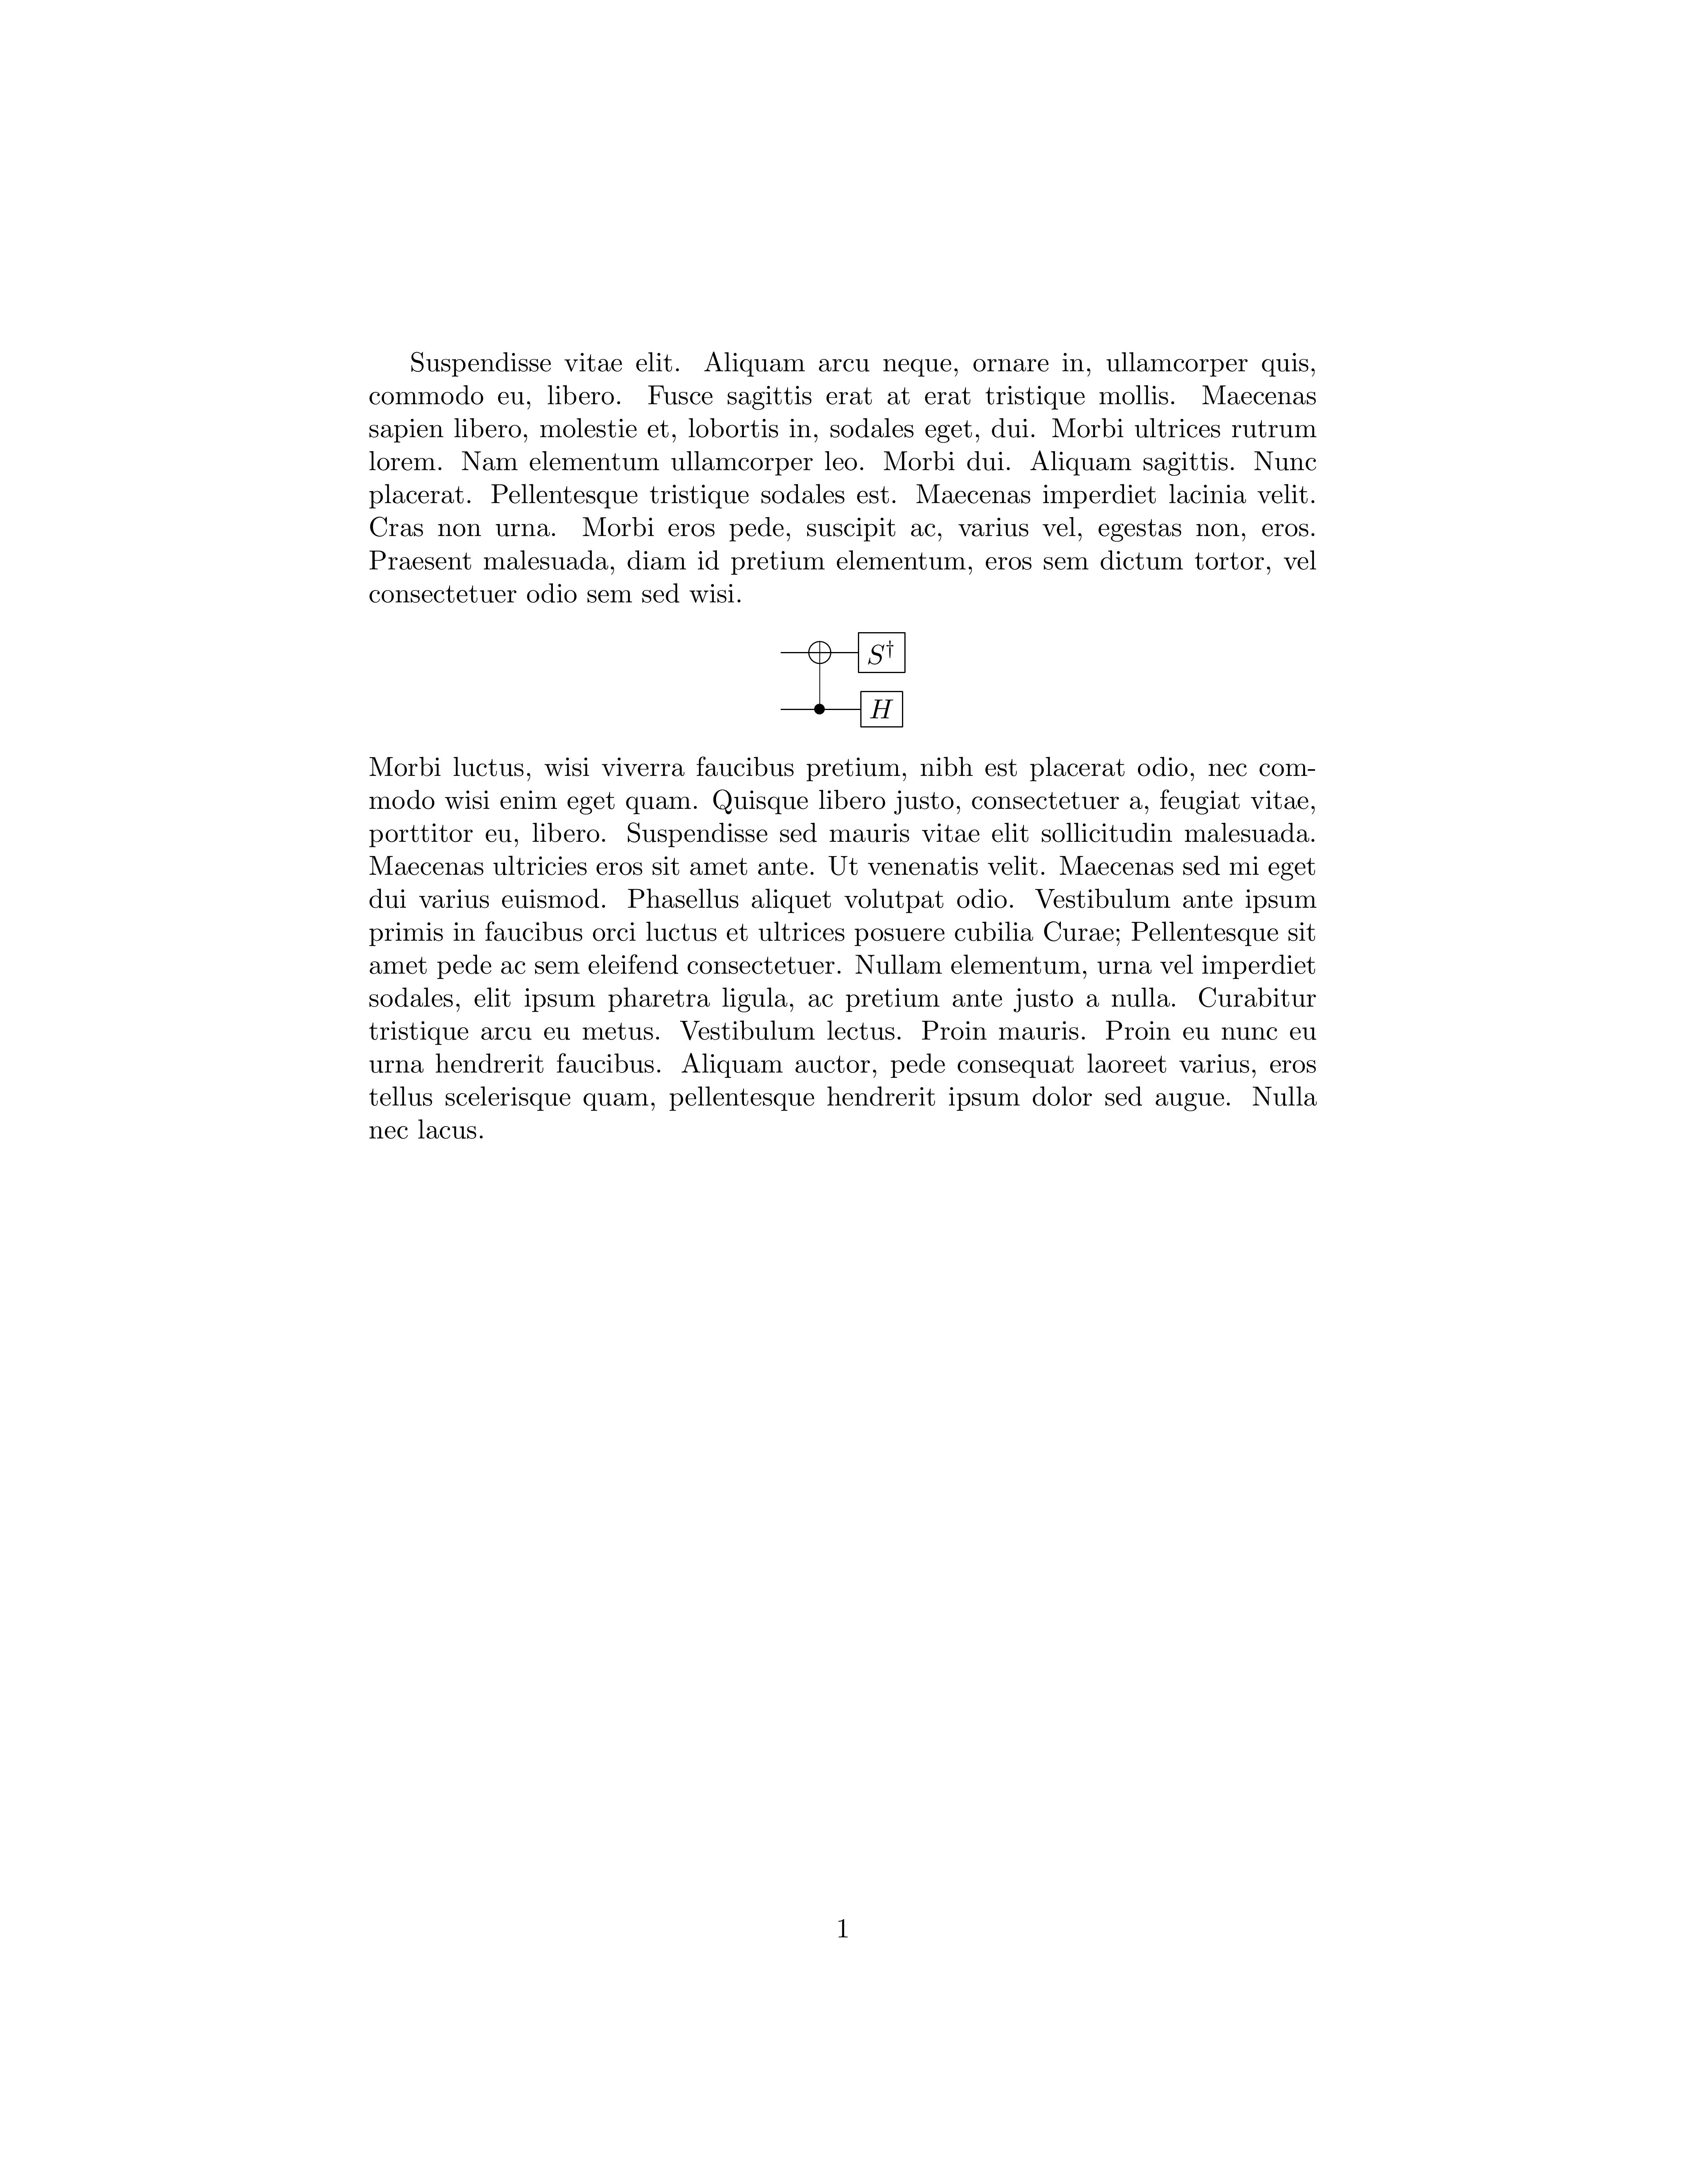 Suspendisse vitae elit. Aliquam arcu neque, ornare in, ullamcorper quis,
commodo eu, libero. Fusce sagittis erat at erat tristique mollis. Maecenas
sapien libero, molestie et, lobortis in, sodales eget, dui. Morbi ultrices rutrum
lorem. Nam elementum ullamcorper leo. Morbi dui. Aliquam sagittis. Nunc
placerat. Pellentesque tristique sodales est. Maecenas imperdiet lacinia velit.
Cras non urna. Morbi eros pede, suscipit ac, varius vel, egestas non, eros.
Praesent malesuada, diam id pretium elementum, eros sem dictum tortor, vel
consectetuer odio sem sed wisi.
S†
H
Morbi luctus, wisi viverra faucibus pretium, nibh est placerat odio, nec com-
modo wisi enim eget quam. Quisque libero justo, consectetuer a, feugiat vitae,
porttitor eu, libero. Suspendisse sed mauris vitae elit sollicitudin malesuada.
Maecenas ultricies eros sit amet ante. Ut venenatis velit. Maecenas sed mi eget
dui varius euismod. Phasellus aliquet volutpat odio. Vestibulum ante ipsum
primis in faucibus orci luctus et ultrices posuere cubilia Curae; Pellentesque sit
amet pede ac sem eleifend consectetuer. Nullam elementum, urna vel imperdiet
sodales, elit ipsum pharetra ligula, ac pretium ante justo a nulla. Curabitur
tristique arcu eu metus. Vestibulum lectus. Proin mauris. Proin eu nunc eu
urna hendrerit faucibus. Aliquam auctor, pede consequat laoreet varius, eros
tellus scelerisque quam, pellentesque hendrerit ipsum dolor sed augue. Nulla
nec lacus.
1